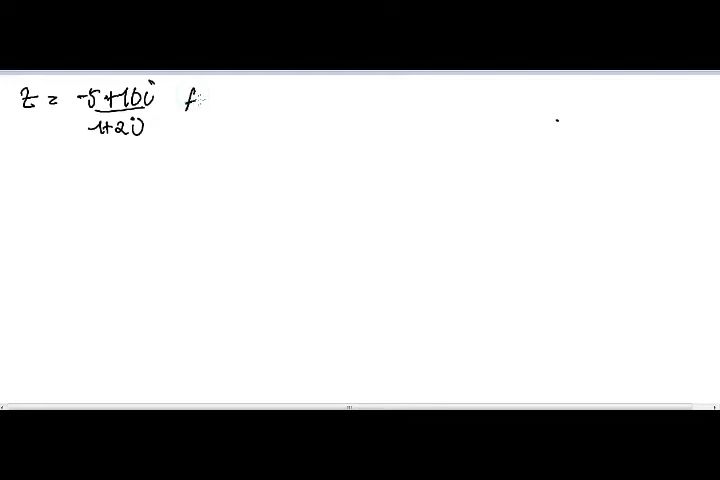 z = -5+10i f
1+2i